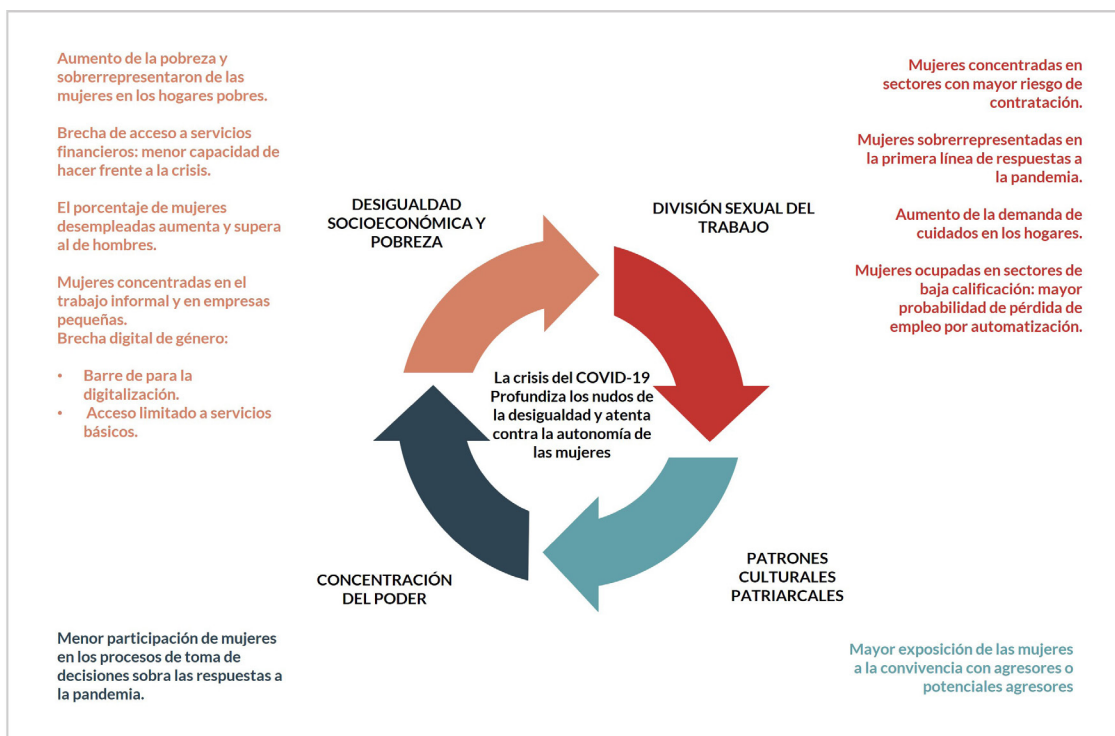 Aumento de la pobreza y
sobrerrepresentaron de las
mujeres en los hogares pobres.
Brecha de acceso a servicios
financieros: menor capacidad de
hacer frente a la crisis.
El porcentaje de mujeres
desempleadas aumenta y supera
al de hombres.
Mujeres concentradas en el
trabajo informal y en empresas
pequeñas.
Brecha digital de género:
• Barre de para la
digitalización.
• Acceso limitado a servicios
básicos.
DESIGUALDAD
SOCIOECONÓMICA Y
POBREZA
DIVISIÓN SEXUAL DEL
TRABAJO
Mujeres concentradas en
sectores con mayor riesgo de
contratación.
Mujeres sobrerrepresentadas en
la primera línea de respuestas a
la pandemia.
Aumento de la demanda de
cuidados en los hogares.
Mujeres ocupadas en sectores de
baja calificación: mayor
probabilidad de pérdida de
empleo por automatización.
La crisis del COVID-19
Profundiza los nudos de
la desigualdad y atenta
contra la autonomía de
las mujeres
CONCENTRACIÓN
DEL PODER
PATRONES
CULTURALES
PATRIARCALES
Menor participación de mujeres
en los procesos de toma de
decisiones sobra las respuestas a
la pandemia.
Mayor exposición de las mujeres
a la convivencia con agresores o
potenciales agresores